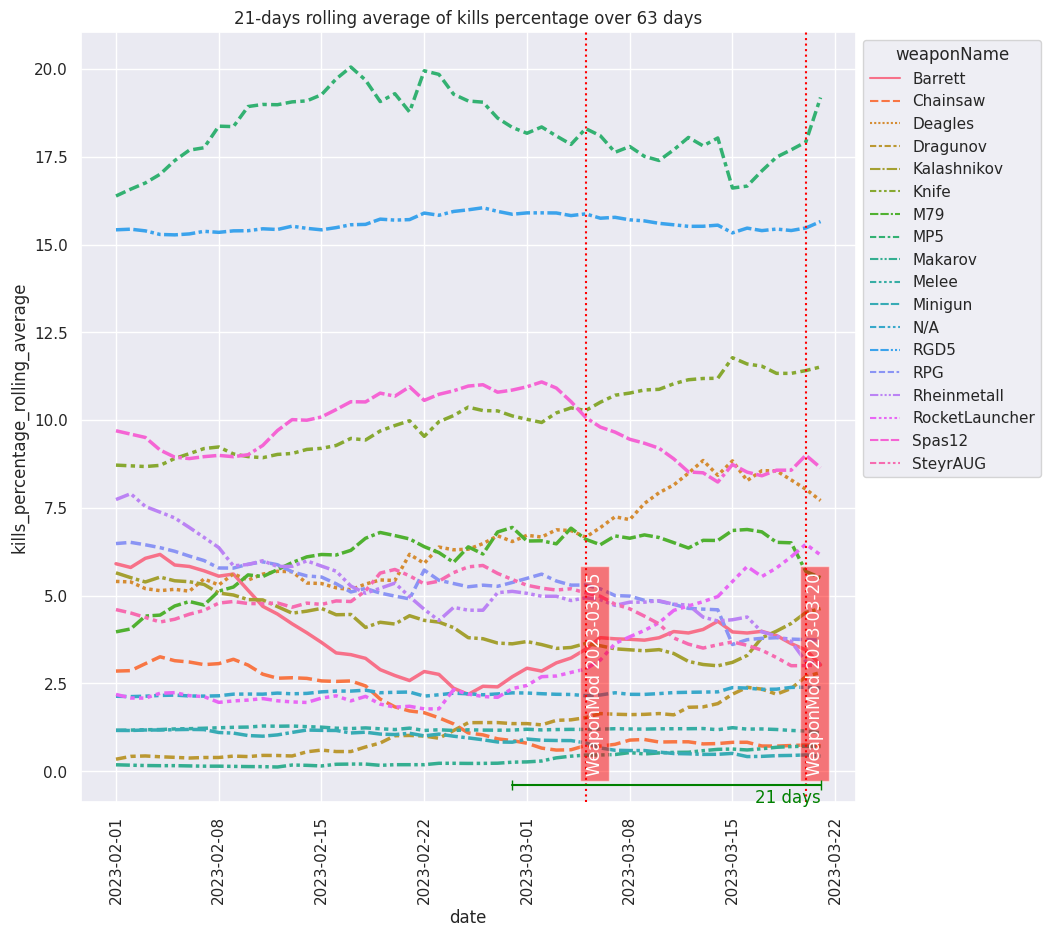 21-days rolling average of kills percentage over 63 days
kills_percentage_rolling_average
20.0
17.5
15.0
12.5
10.0
7.5
5.0
2.5
0.0
WeaponMod 2023-03-05
WeaponMod 2023-03-20
21 days
2023-02-01
2023-02-08
2023-02-15
2023-02-22
2023-03-01
2023-03-08
2023-03-15
2023-03-22
date
weaponName
Barrett
Chainsaw
Deagles
Dragunov
Kalashnikov
Knife
M79
MP5
Makarov
Melee
Minigun
N/A
RGD5
RPG
Rheinmetall
RocketLauncher
Spas12
SteyrAUG